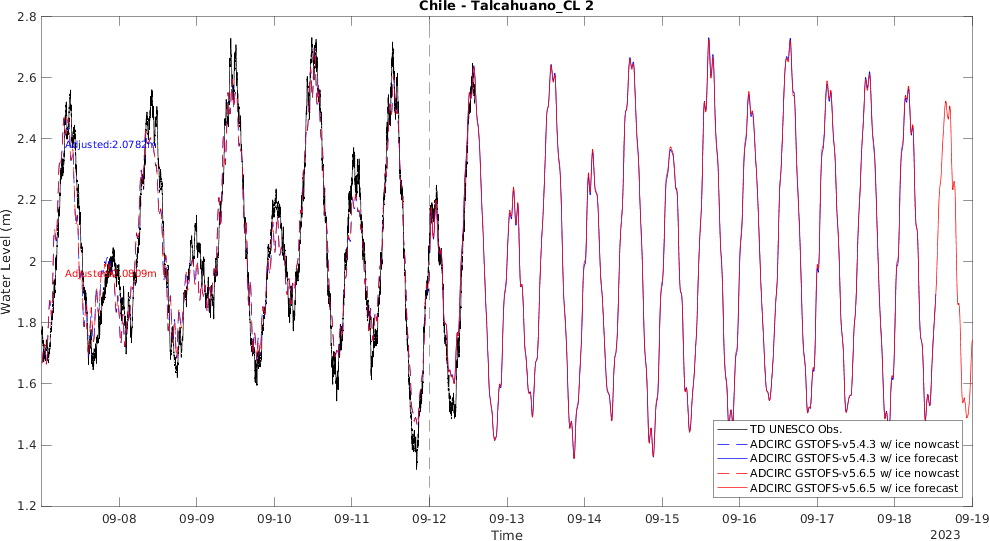 Chile - Talcahuano_CL 2
Water Level (m)
2.8
2.6
2.4
2.2
2
1.8
1.6
1.4
1.2
Adjusted:2.0782m
Adjusted:2.0809m
TD UNESCO Obs.
ADCIRC GSTOFS-v5.4.3 w/ ice nowcast
ADCIRC GSTOFS-v5.4.3 w/ ice forecast
ADCIRC GSTOFS-v5.6.5 w/ ice nowcast
ADCIRC GSTOFS-v5.6.5 w/ ice forecast
09-08 09-09 09-10 09-11 09-12 09-13 09-14 09-15 09-16 09-17 09-18 09-19
Time
2023